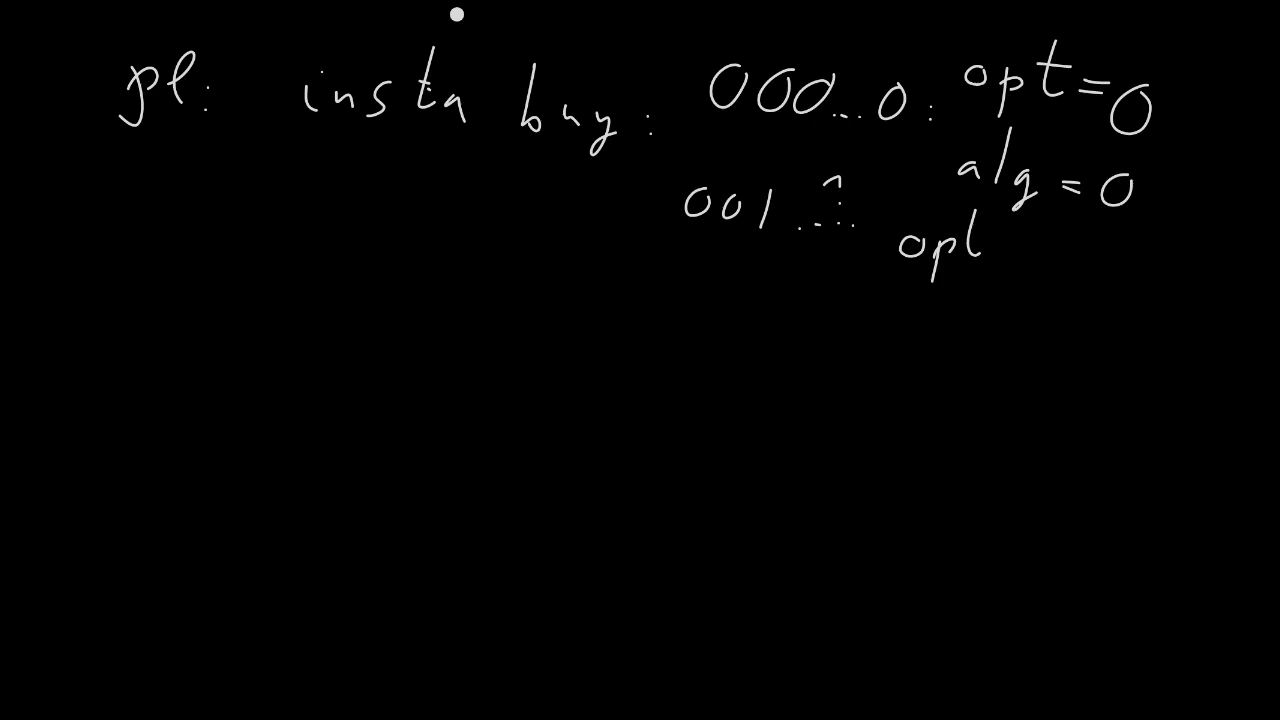 pl: insta buy: 000...0: opt=0
alg=0
001...?
opt